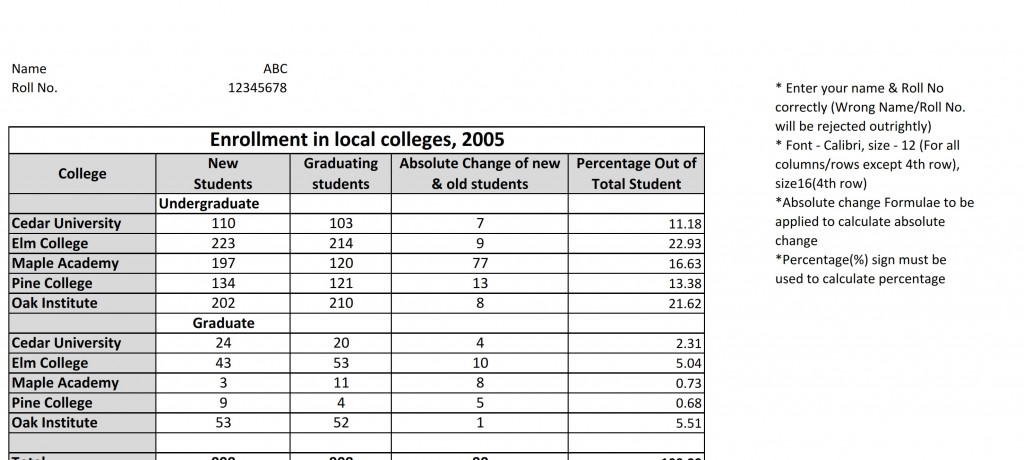 Name ABC
Roll No. 12345678
* Enter your name & Roll No
correctly (Wrong Name/Roll No.
will be rejected outrightly)
* Font - Calibri, size - 12 (For all
columns/rows except 4th row),
size16(4th row)
*Absolute change Formulae to be
applied to calculate absolute
change
*Percentage(%) sign must be
used to calculate percentage
Enrollment in local colleges, 2005
College New Students Graduating students Absolute Change of new & old students Percentage Out of Total Student
Undergraduate
Cedar University 110 103 7 11.18
Elm College 223 214 9 22.93
Maple Academy 197 120 77 16.63
Pine College 134 121 13 13.38
Oak Institute 202 210 8 21.62
Graduate
Cedar University 24 20 4 2.31
Elm College 43 53 10 5.04
Maple Academy 3 11 8 0.73
Pine College 9 4 5 0.68
Oak Institute 53 52 1 5.51